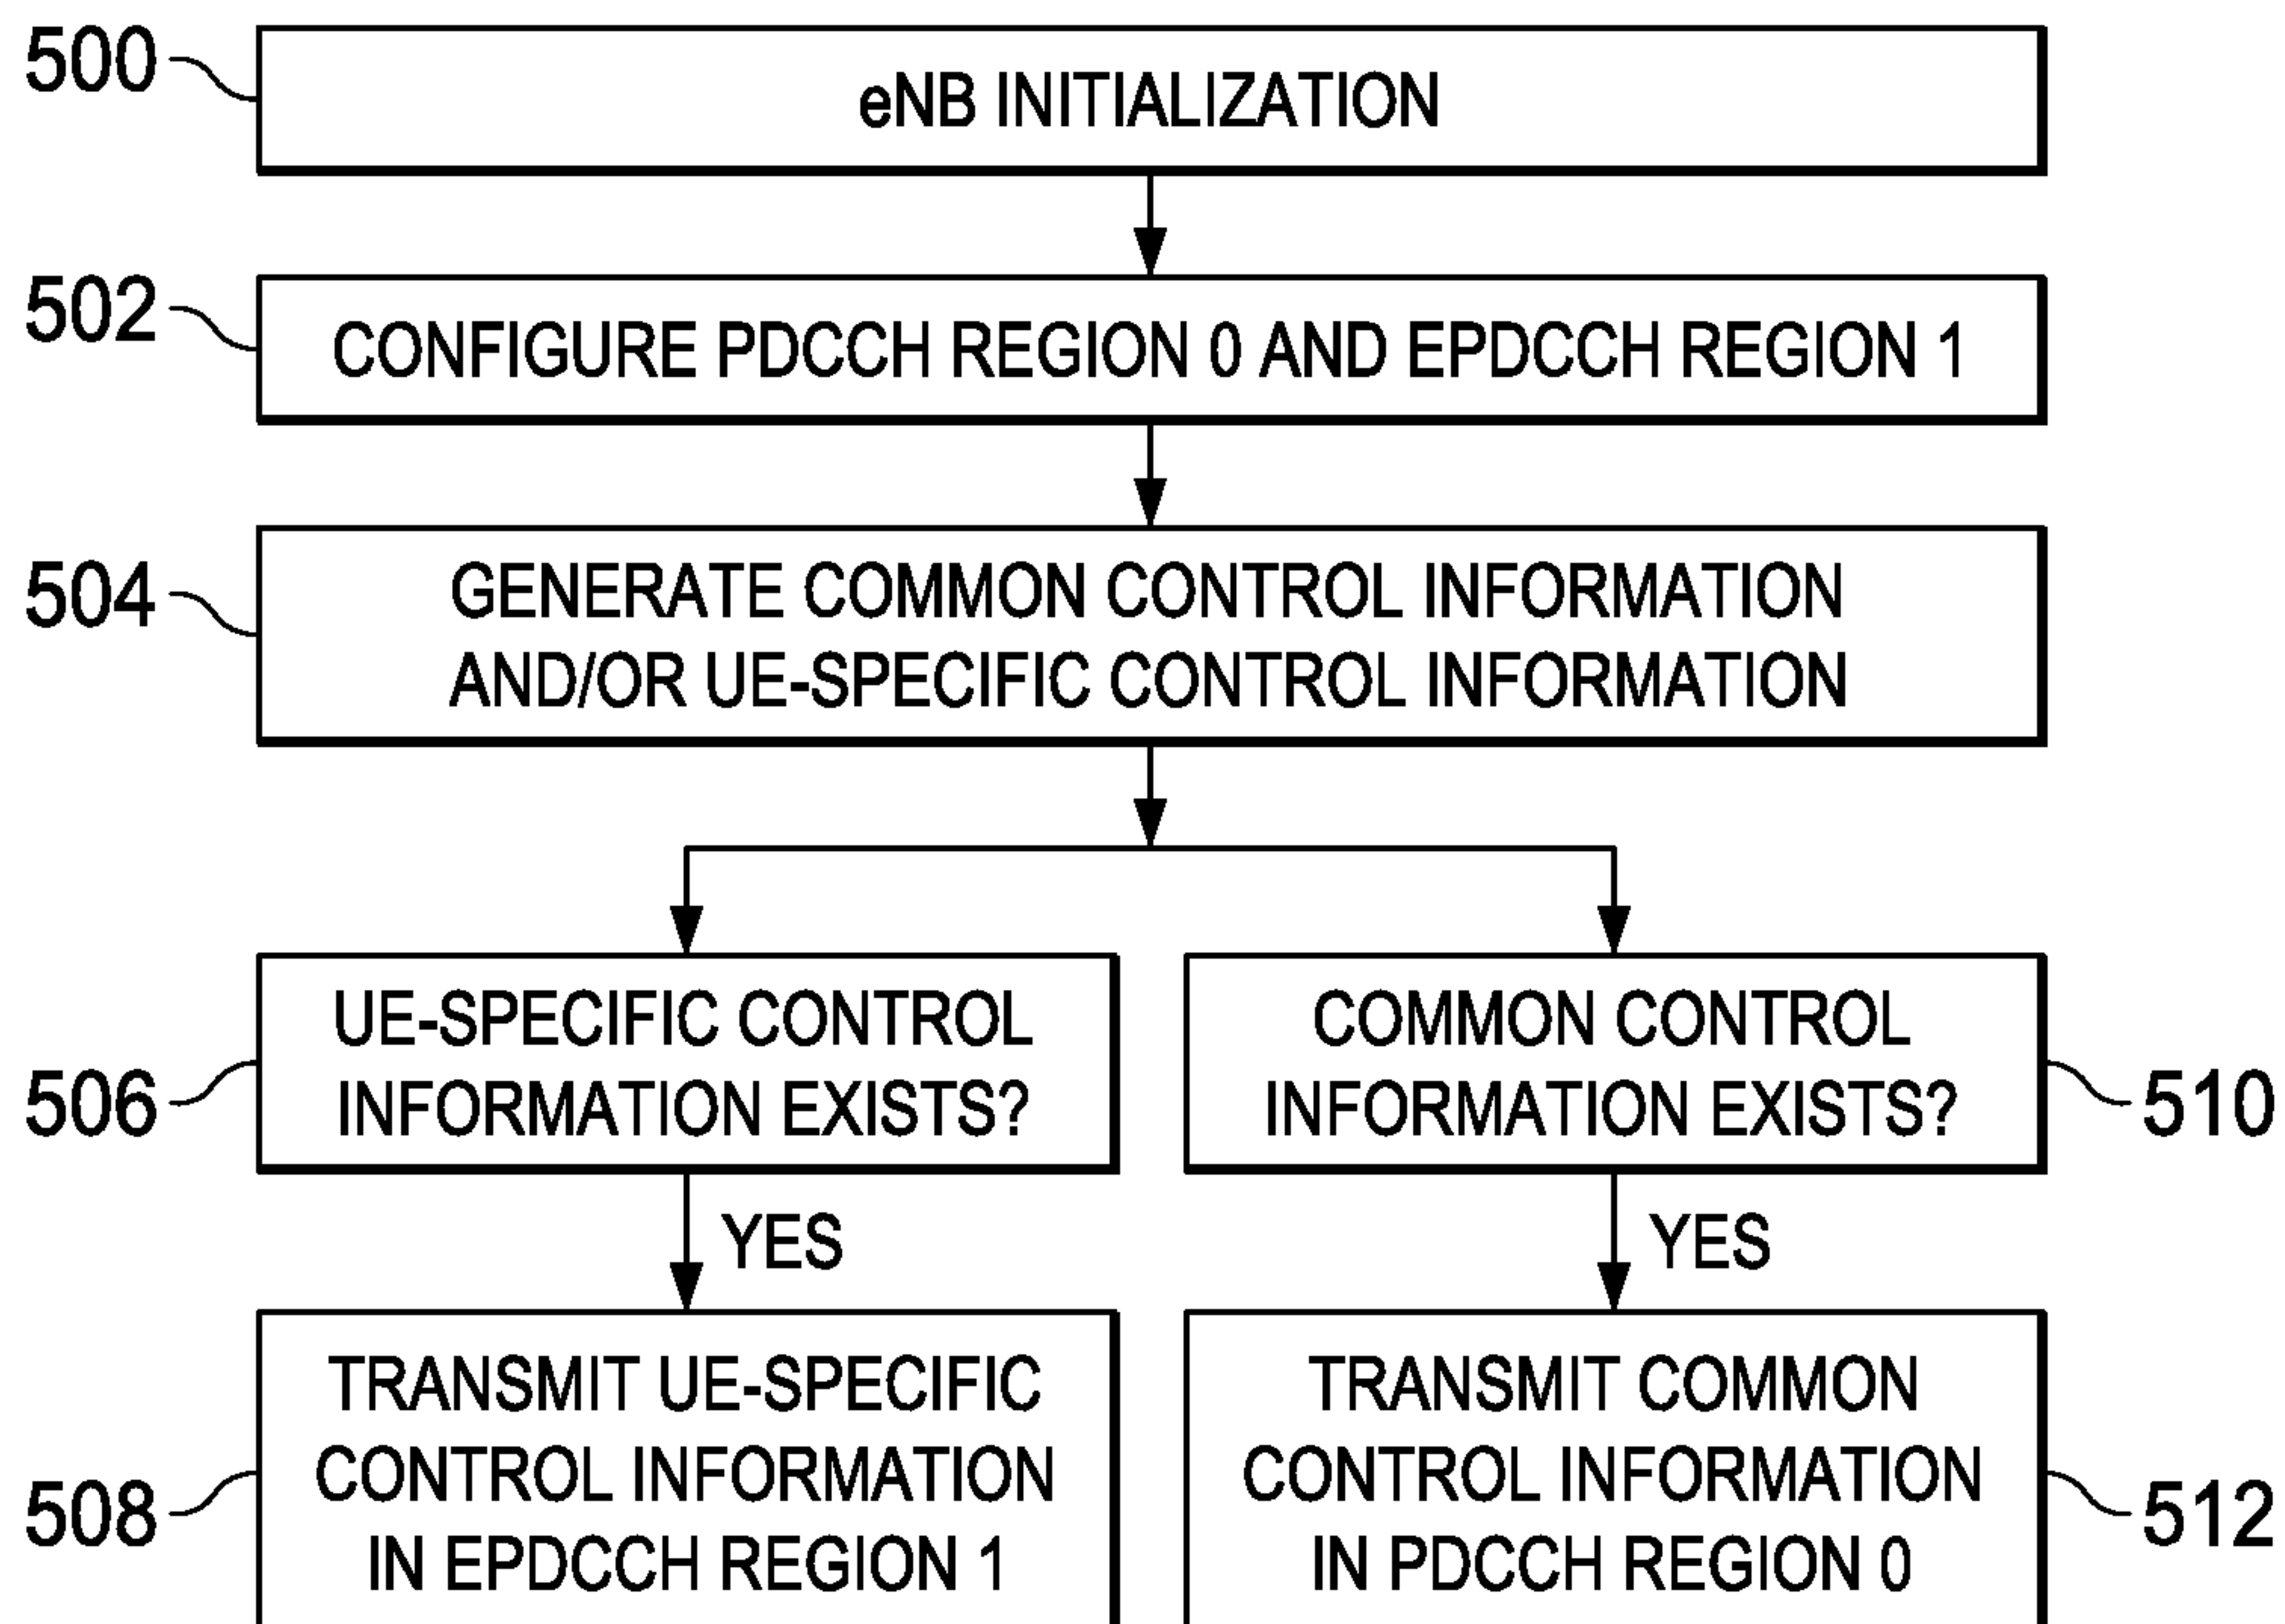 500
eNB INITIALIZATION
502
CONFIGURE PDCCH REGION 0 AND EPDCCH REGION 1
504
GENERATE COMMON CONTROL INFORMATION
AND/OR UE-SPECIFIC CONTROL INFORMATION
506
UE-SPECIFIC CONTROL
INFORMATION EXISTS?
COMMON CONTROL
INFORMATION EXISTS?
510
YES
YES
508
TRANSMIT UE-SPECIFIC
CONTROL INFORMATION
IN EPDCCH REGION 1
TRANSMIT COMMON
CONTROL INFORMATION
IN PDCCH REGION 0
512